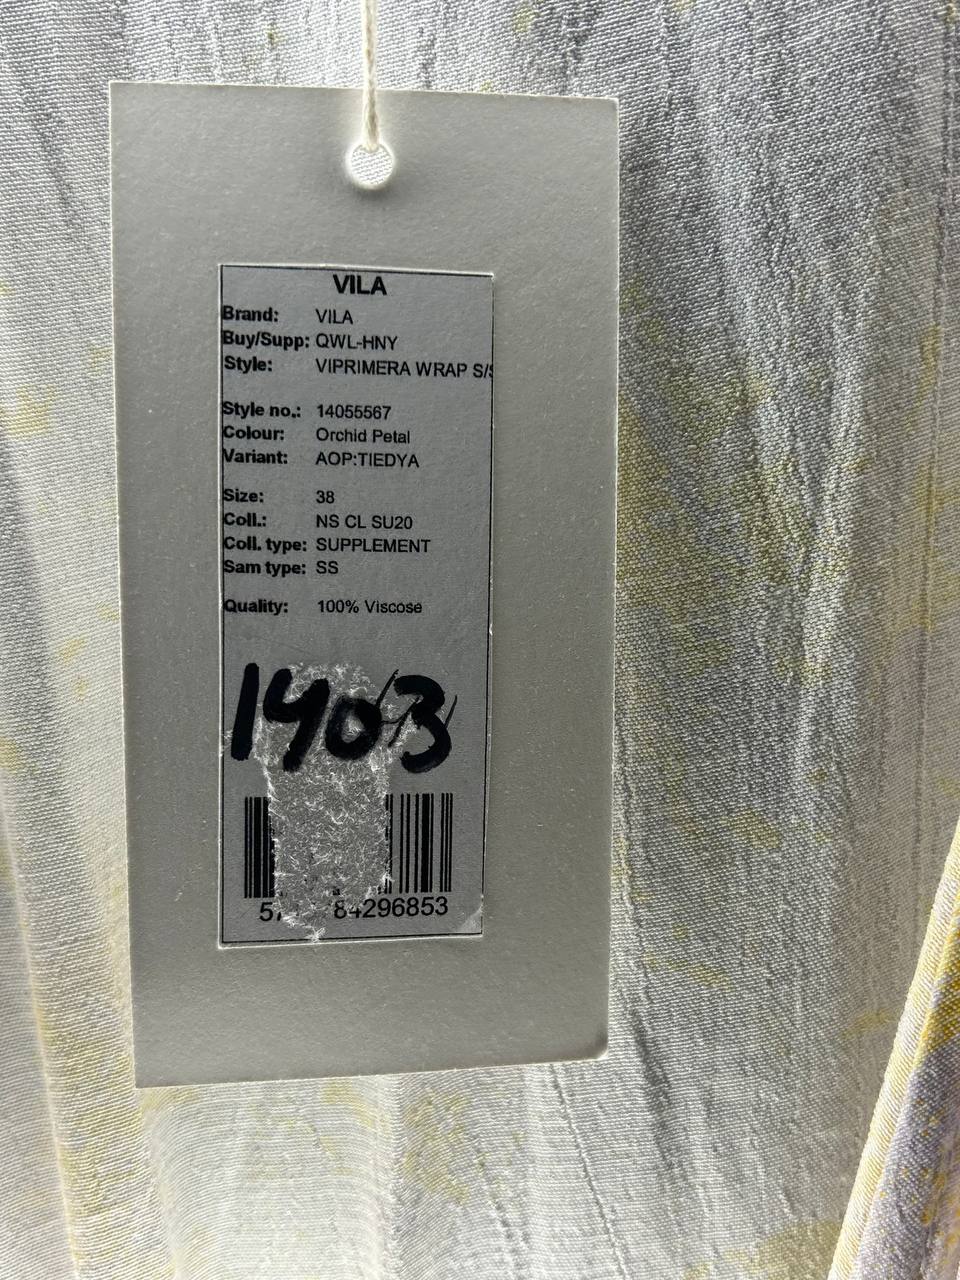 VILA
Brand: VILA
Buy/Supp: QWL-HNY
Style: VIPRIMERA WRAP S/S
Style no.: 14055567
Colour: Orchid Petal
Variant: AOP:TIEDYA
Size: 38
Coll.: NS CL SU20
Coll. type: SUPPLEMENT
Sam type: SS
Quality: 100% Viscose
1403
84296853